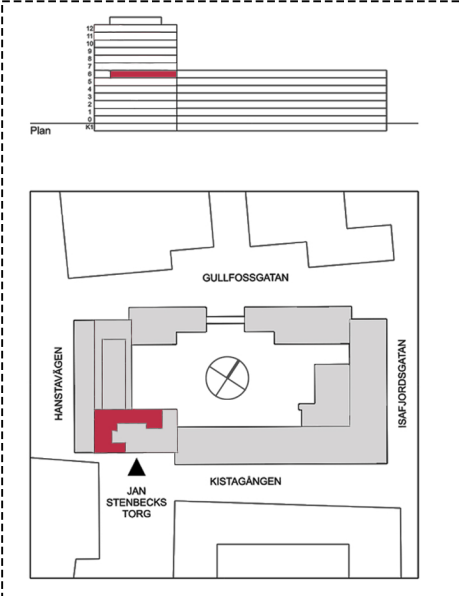 12
11
10
9
8
7
6
5
4
3
2
1
0
K1
Plan
GULLFOSSGATAN
HANSTAVÄGEN
ISAFJORDSGATAN
KISTAGÅNGEN
JAN
STENBECKS
TORG